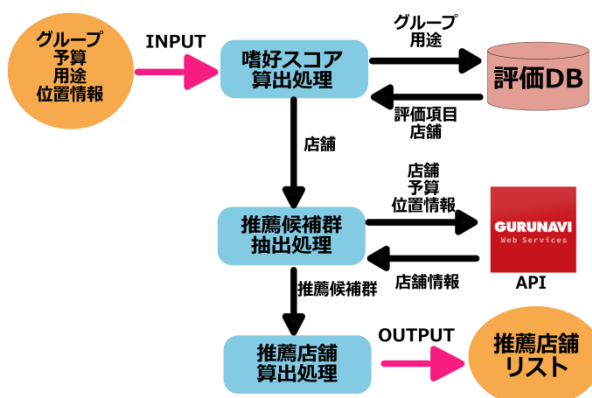 グループ
予算
用途
位置情報
INPUT
嗜好スコア
算出処理
グループ
用途
評価DB
評価項目
店舗
店舗
推薦候補群
抽出処理
店舗
予算
位置情報
GURUNAVI
Web Services
API
店舗情報
推薦候補群
推薦店舗
算出処理
OUTPUT
推薦店舗
リスト